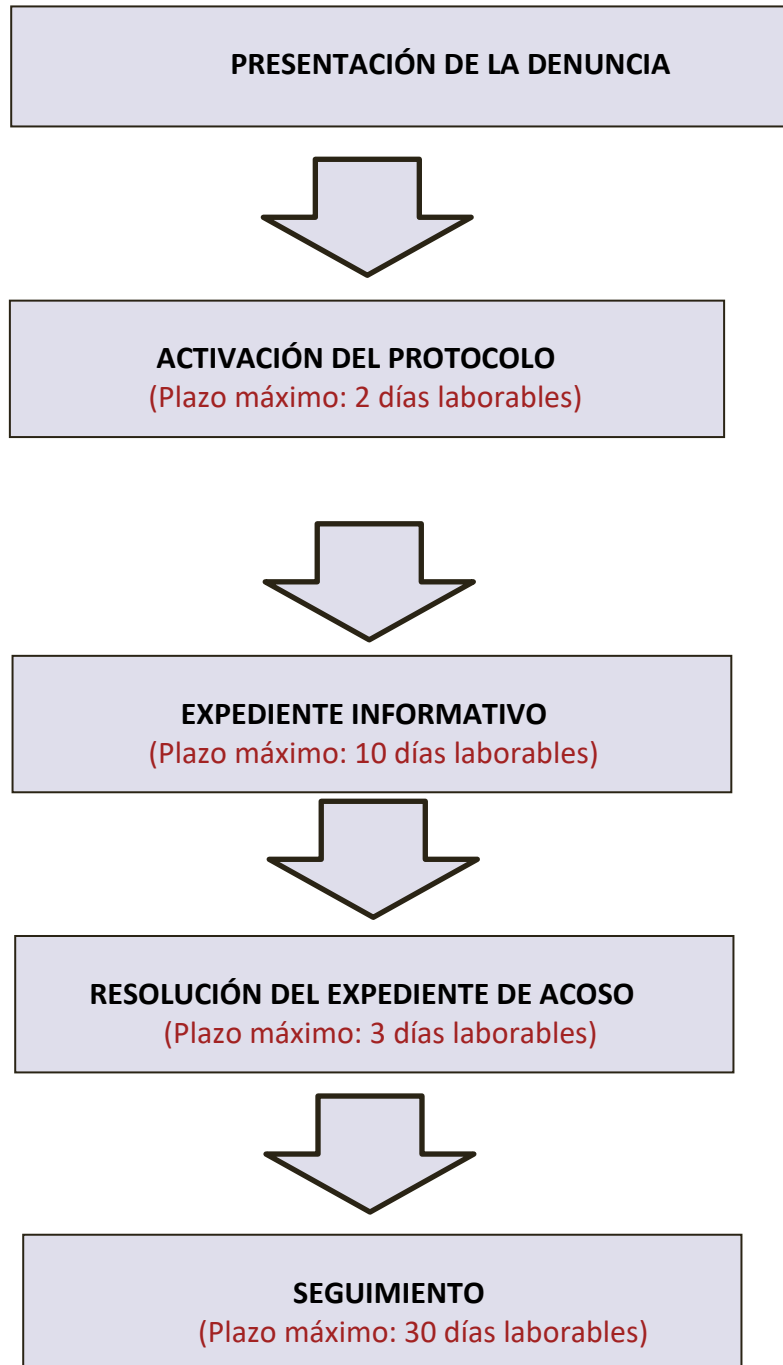 PRESENTACIÓN DE LA DENUNCIA
ACTIVACIÓN DEL PROTOCOLO
(Plazo máximo: 2 días laborables)
EXPEDIENTE INFORMATIVO
(Plazo máximo: 10 días laborables)
RESOLUCIÓN DEL EXPEDIENTE DE ACOSO
(Plazo máximo: 3 días laborables)
SEGUIMIENTO
(Plazo máximo: 30 días laborables)